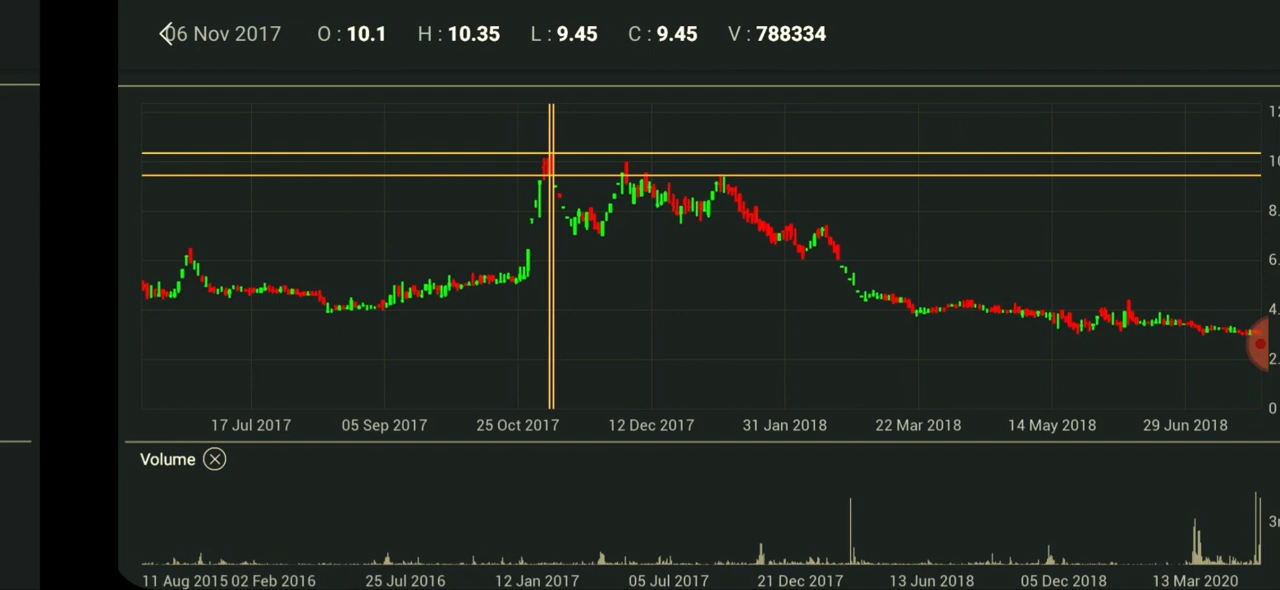 06 Nov 2017 O : 10.1 H : 10.35 L : 9.45 C : 9.45 V : 788334
8.
6.
4.
2.
0
17 Jul 2017 05 Sep 2017 25 Oct 2017 12 Dec 2017 31 Jan 2018 22 Mar 2018 14 May 2018 29 Jun 2018
Volume
11 Aug 2015 02 Feb 2016 25 Jul 2016 12 Jan 2017 05 Jul 2017 21 Dec 2017 13 Jun 2018 05 Dec 2018 13 Mar 2020